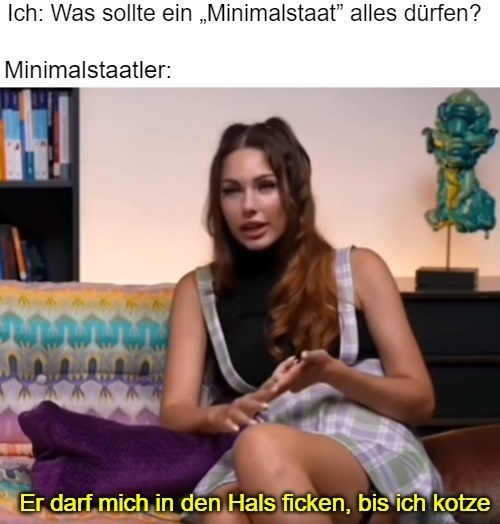 Ich: Was sollte ein „Minimalstaat” alles dürfen?
Minimalstaatler:
Er darf mich in den Hals ficken, bis ich kotze